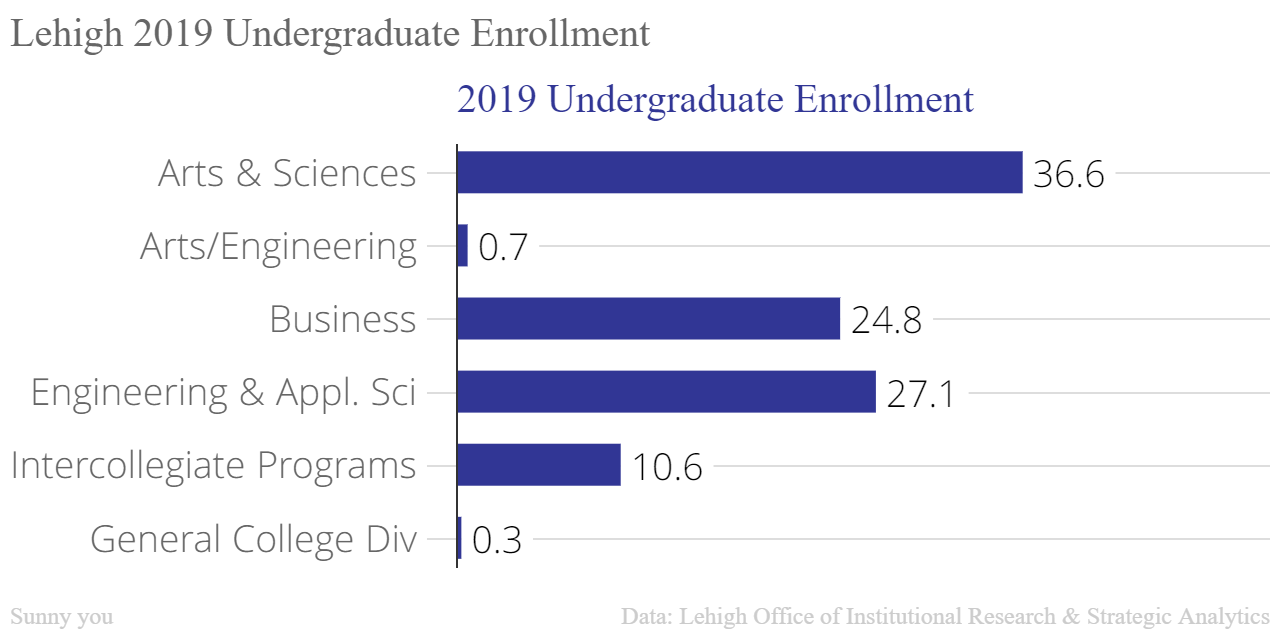 Lehigh 2019 Undergraduate Enrollment
2019 Undergraduate Enrollment
Arts & Sciences 36.6
Arts/Engineering 0.7
Business 24.8
Engineering & Appl. Sci 27.1
Intercollegiate Programs 10.6
General College Div 0.3
Sunny you
Data: Lehigh Office of Institutional Research & Strategic Analytics